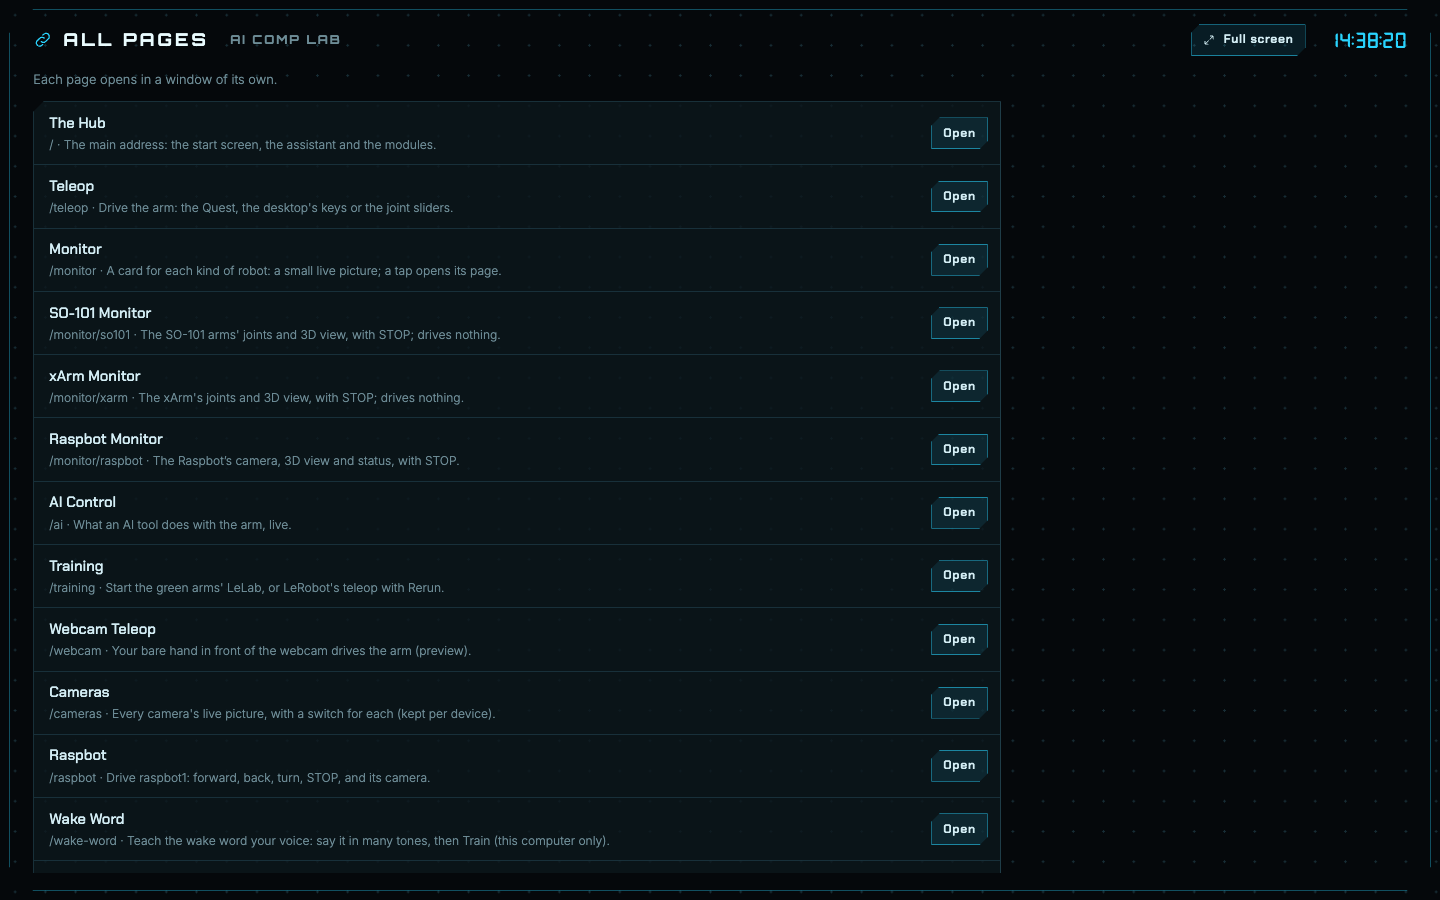 ALL PAGES AI COMP LAB Full screen 14:38:20
Each page opens in a window of its own.
The Hub
/ · The main address: the start screen, the assistant and the modules.
Open
Teleop
/teleop · Drive the arm: the Quest, the desktop's keys or the joint sliders.
Open
Monitor
/monitor · A card for each kind of robot: a small live picture; a tap opens its page.
Open
SO-101 Monitor
/monitor/so101 · The SO-101 arms' joints and 3D view, with STOP; drives nothing.
Open
xArm Monitor
/monitor/xarm · The xArm's joints and 3D view, with STOP; drives nothing.
Open
Raspbot Monitor
/monitor/raspbot · The Raspbot's camera, 3D view and status, with STOP.
Open
AI Control
/ai · What an AI tool does with the arm, live.
Open
Training
/training · Start the green arms' LeLab, or LeRobot's teleop with Rerun.
Open
Webcam Teleop
/webcam · Your bare hand in front of the webcam drives the arm (preview).
Open
Cameras
/cameras · Every camera's live picture, with a switch for each (kept per device).
Open
Raspbot
/raspbot · Drive raspbot1: forward, back, turn, STOP, and its camera.
Open
Wake Word
/wake-word · Teach the wake word your voice: say it in many tones, then Train (this computer only).
Open